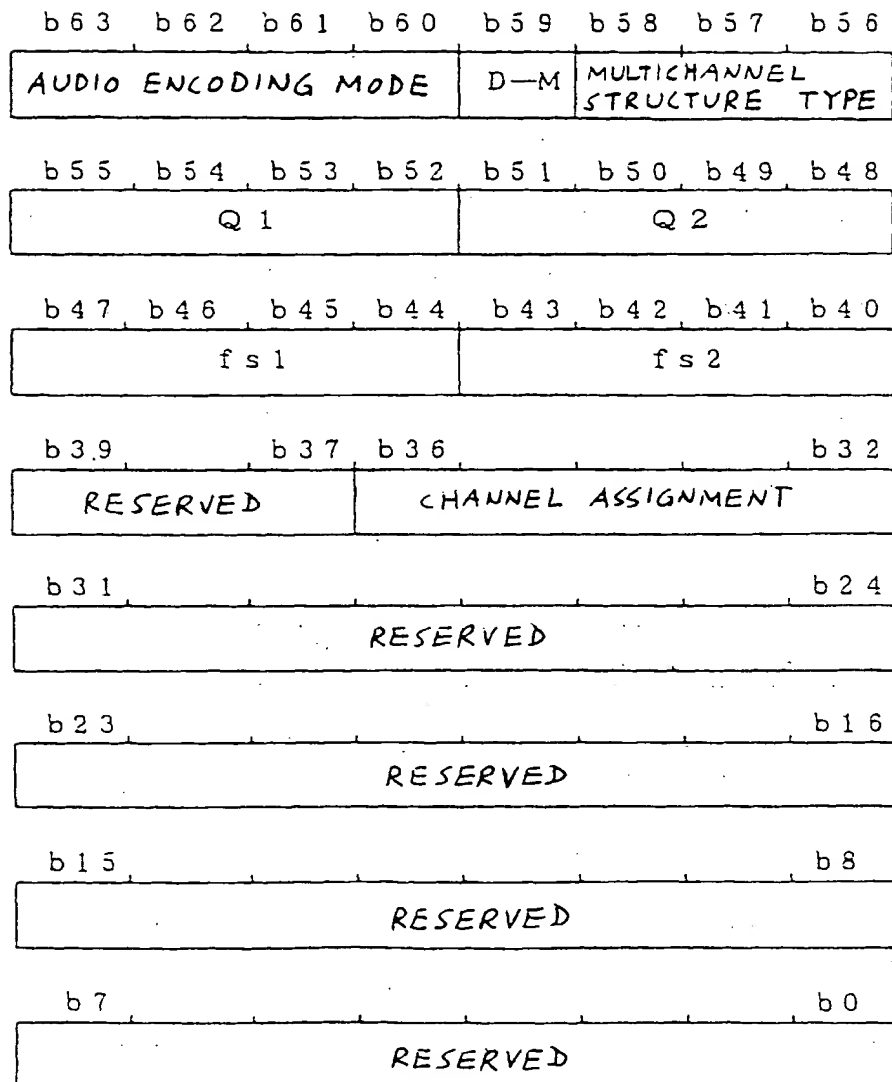 b63 b62 b61 b60 b59 b58 b57 b56
AUDIO ENCODING MODE D—M MULTICHANNEL
STRUCTURE TYPE
b55 b54 b53 b52 b51 b50 b49 b48
Q1 Q2
b47 b46 b45 b44 b43 b42 b41 b40
fs1 fs2
b39 b37 b36 b32
RESERVED CHANNEL ASSIGNMENT
b31 b24
RESERVED
b23 b16
RESERVED
b15 b8
RESERVED
b7 b0
RESERVED